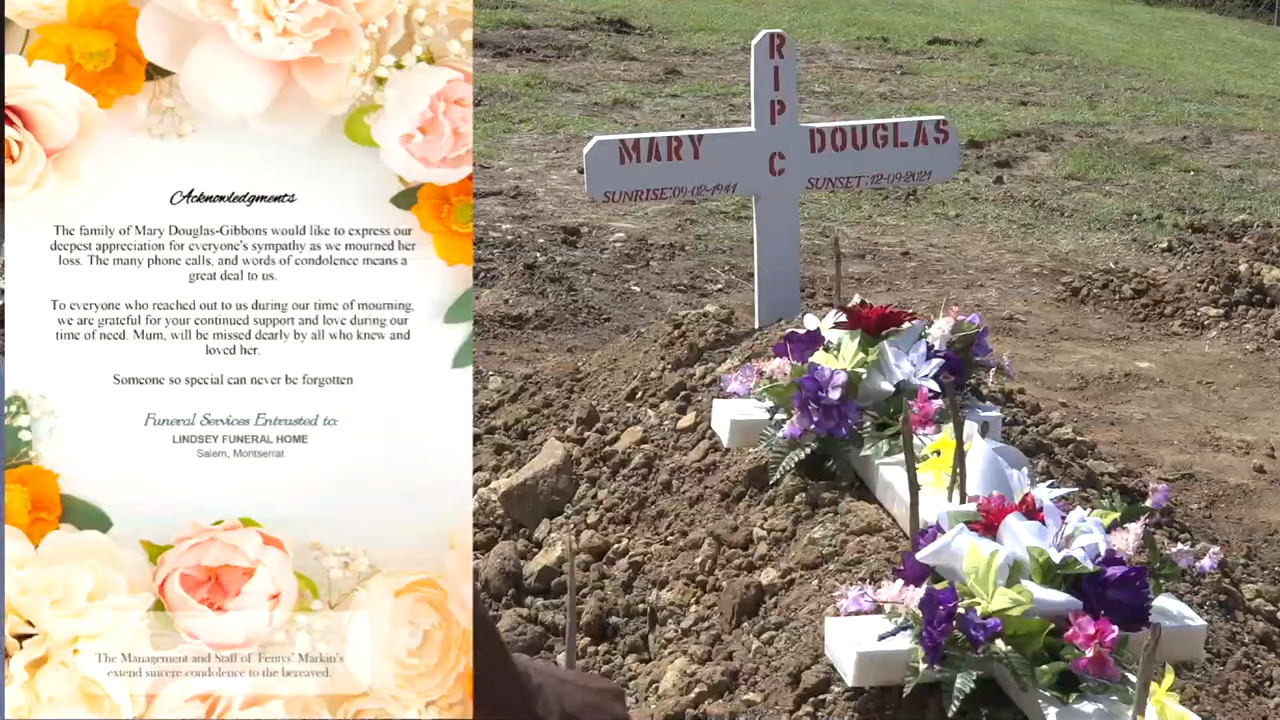 Acknowledgments
The family of Mary Douglas-Gibbons would like to express our
deepest appreciation for everyone's sympathy as we mourned her
loss. The many phone calls, and words of condolence means a
great deal to us.
To everyone who reached out to us during our time of mourning,
we are grateful for your continued support and love during our
time of need. Mum, will be missed dearly by all who knew and
loved her.
Someone so special can never be forgotten
Funeral Services Entrusted to:
LINDSEY FUNERAL HOME
Salem, Montserrat
The Management and Staff of Fentys' Markin's
extend sincere condolence to the bereaved.
RIP
MARY C DOUGLAS
SUNRISE:09-02-1941 SUNSET:12-09-2021